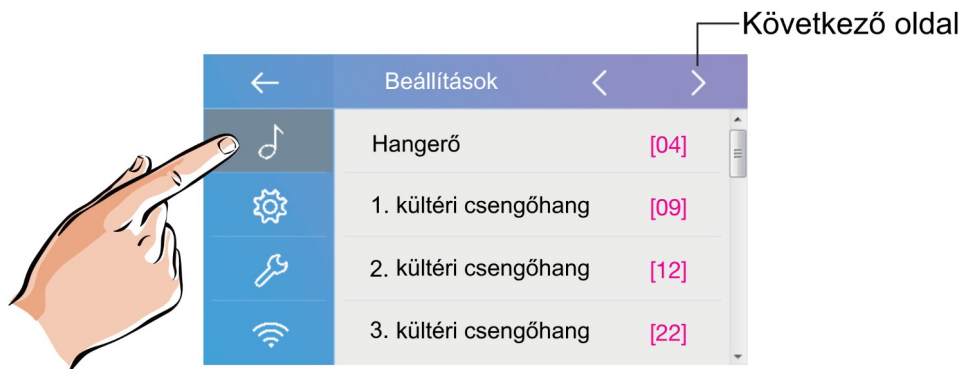 Következő oldal
Beállítások
Hangerő [04]
1. kültéri csengőhang [09]
2. kültéri csengőhang [12]
3. kültéri csengőhang [22]